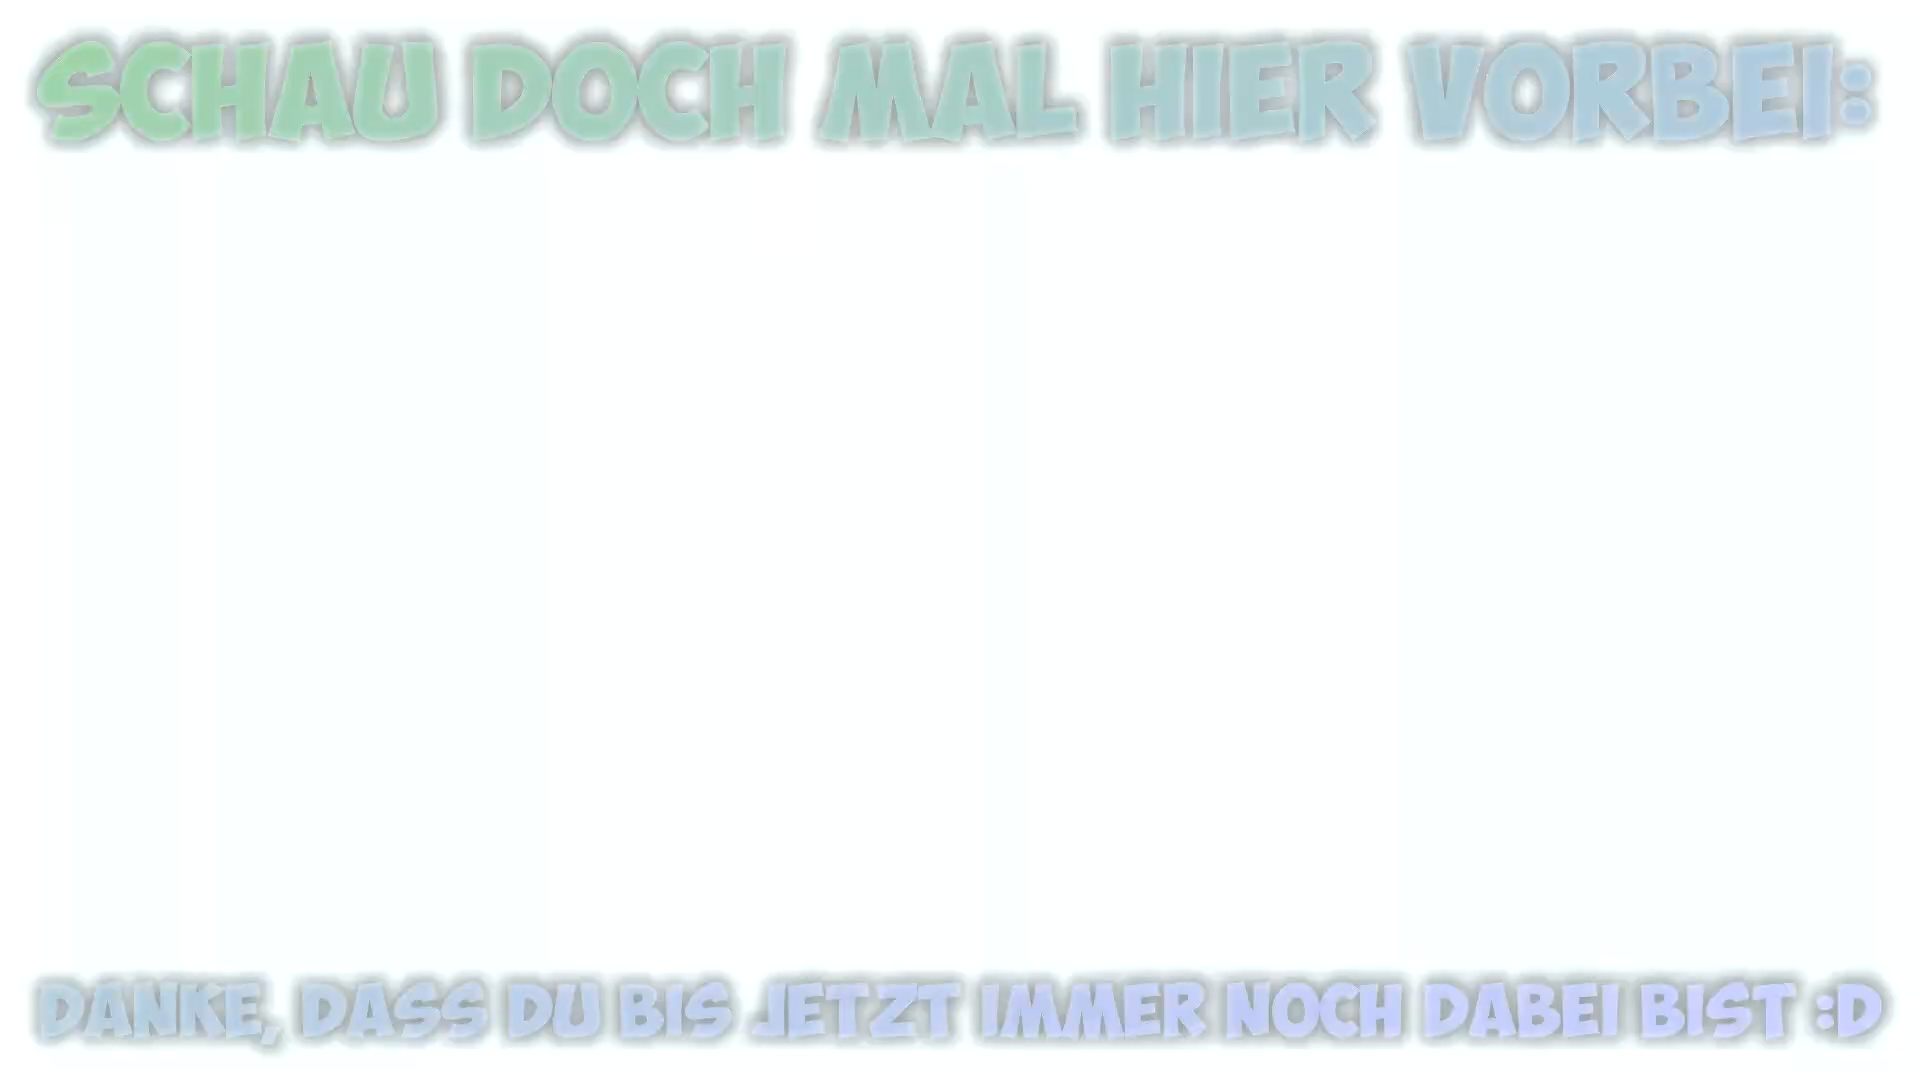 SCHAU DOCH MAL HIER VORBEI:
DANKE, DASS DU BIS JETZT IMMER NOCH DABEI BIST :D